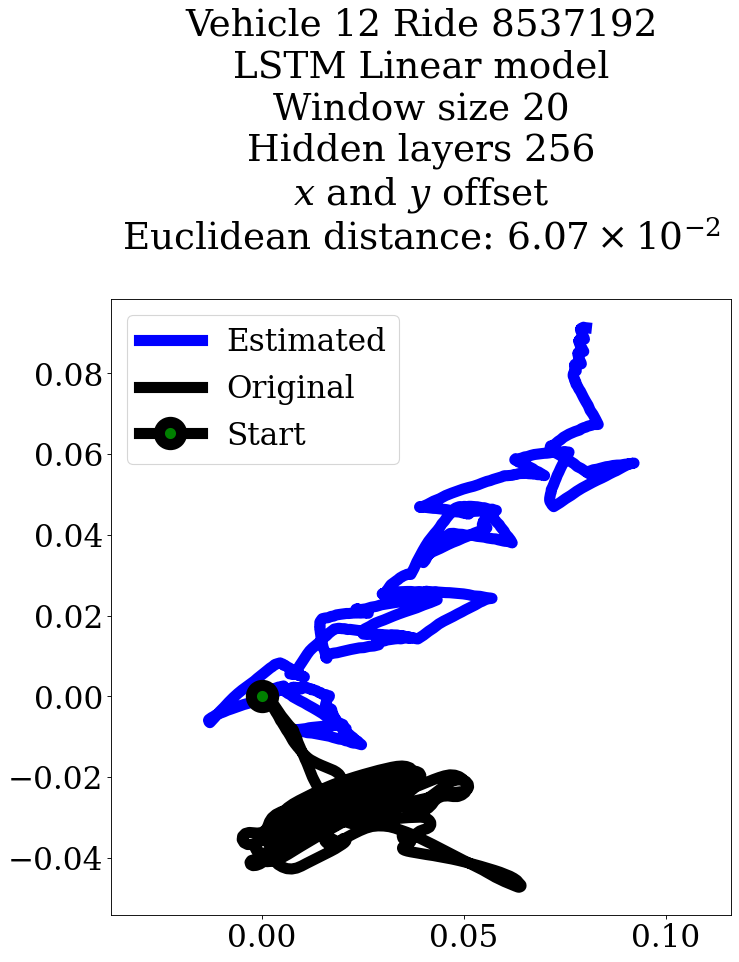 Vehicle 12 Ride 8537192
LSTM Linear model
Window size 20
Hidden layers 256
x and y offset
Euclidean distance: 6.07 × 10⁻²
Estimated
Original
Start
0.08
0.06
0.04
0.02
0.00
−0.02
−0.04
0.00 0.05 0.10